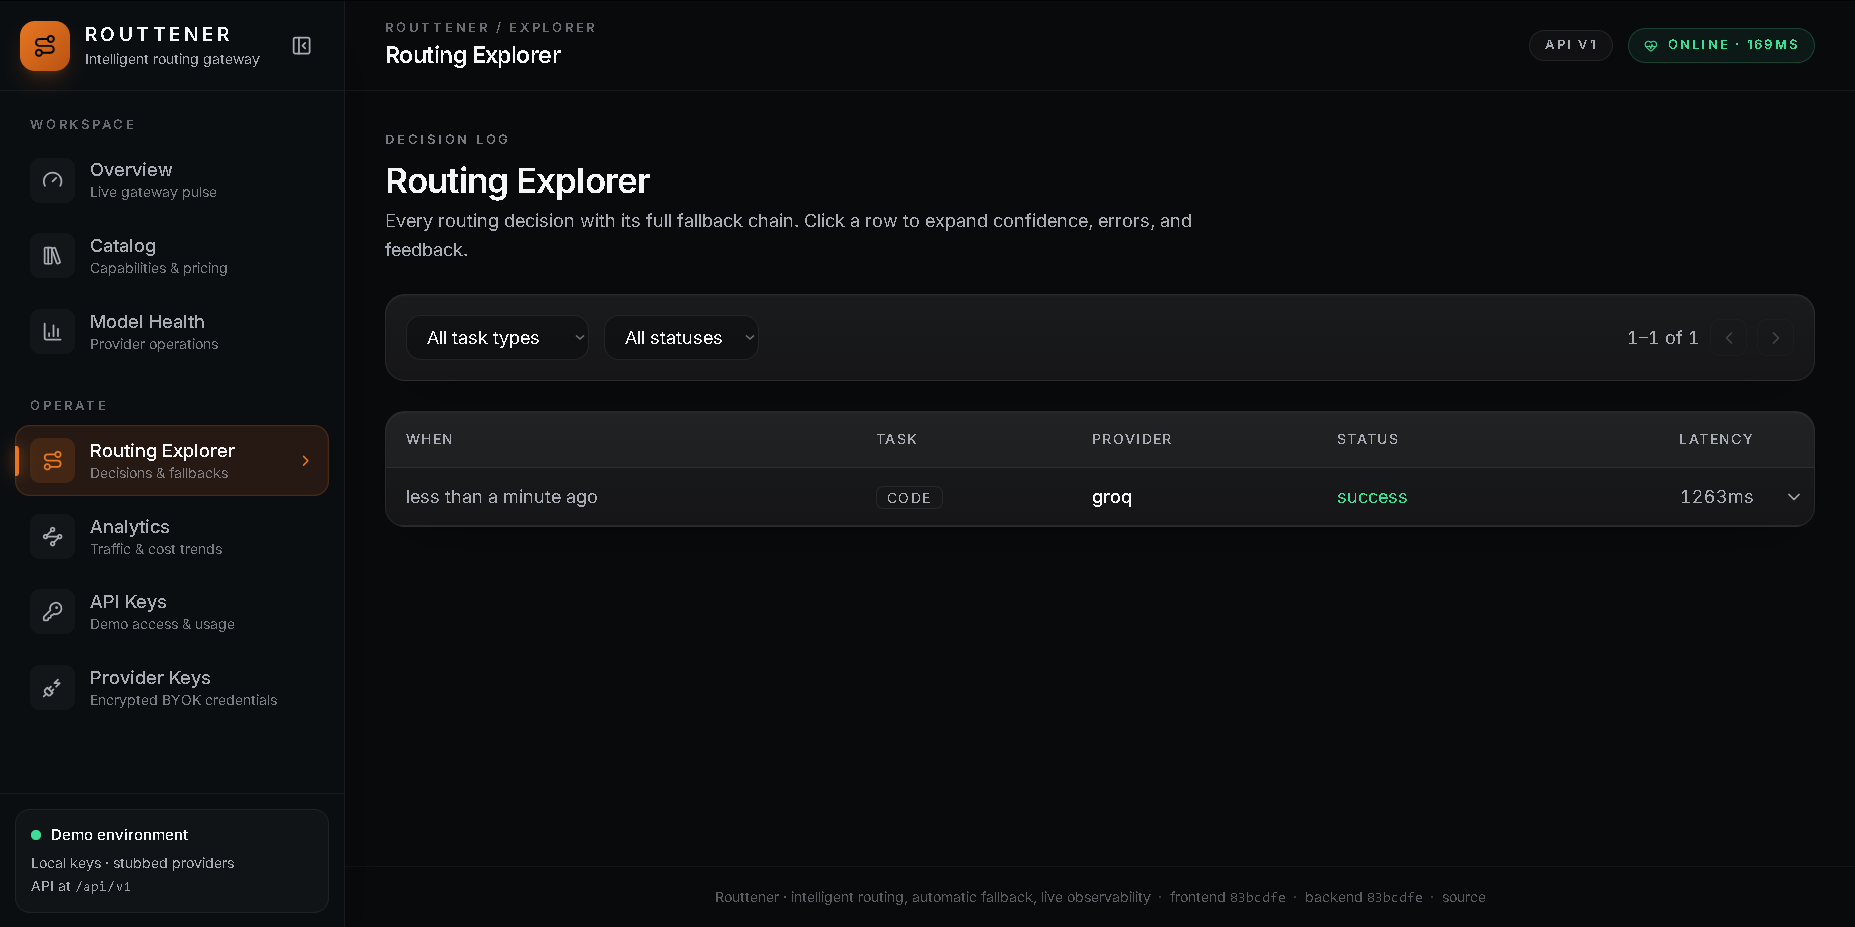 ROUTTENER
Intelligent routing gateway
WORKSPACE
Overview
Live gateway pulse
Catalog
Capabilities & pricing
Model Health
Provider operations
OPERATE
Routing Explorer
Decisions & fallbacks
Analytics
Traffic & cost trends
API Keys
Demo access & usage
Provider Keys
Encrypted BYOK credentials
Demo environment
Local keys · stubbed providers
API at /api/v1
ROUTTENER / EXPLORER
Routing Explorer
API V1
ONLINE · 169MS
DECISION LOG
Routing Explorer
Every routing decision with its full fallback chain. Click a row to expand confidence, errors, and
feedback.
All task types
All statuses
1–1 of 1
WHEN TASK PROVIDER STATUS LATENCY
less than a minute ago CODE groq success 1263ms
Routtener · intelligent routing, automatic fallback, live observability · frontend 83bcdfe · backend 83bcdfe · source